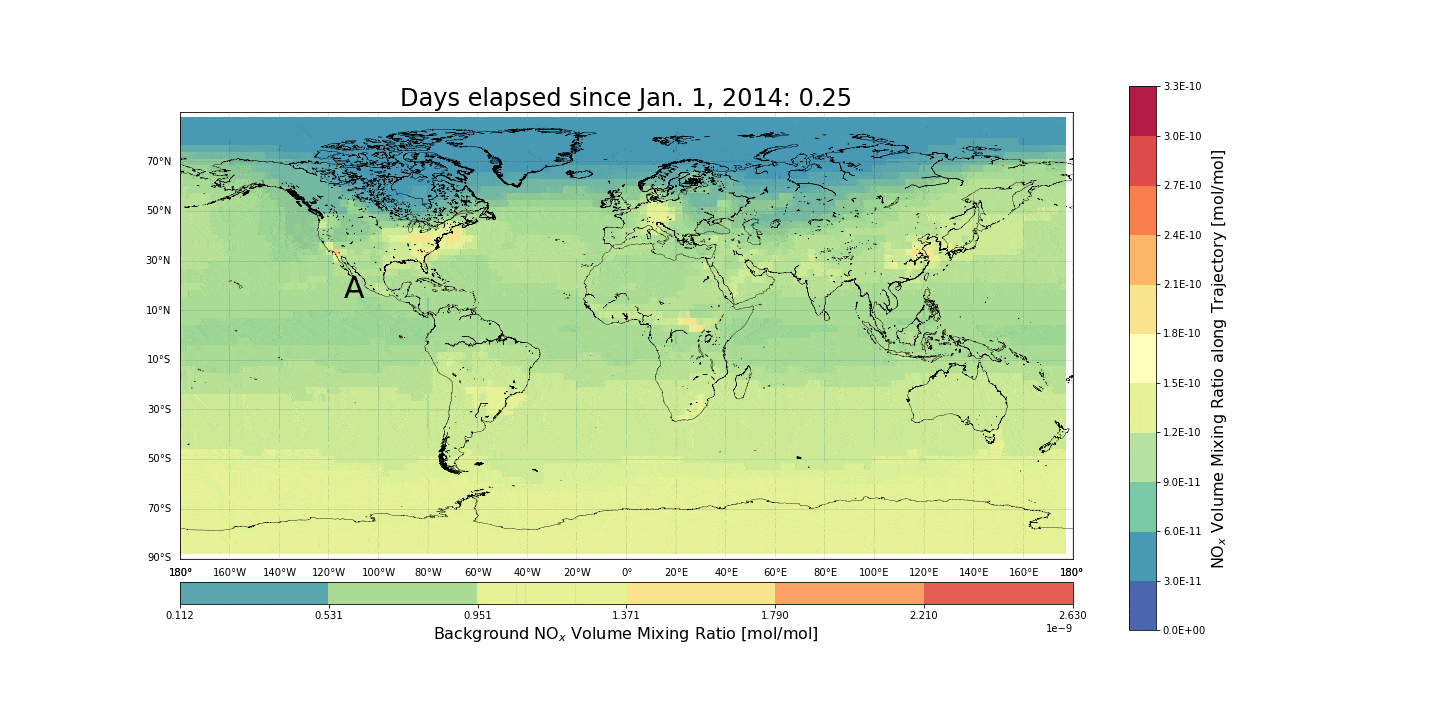 Days elapsed since Jan. 1, 2014: 0.25
70°N
50°N
30°N
10°N
10°S
30°S
50°S
70°S
90°S
A
180° 160°W 140°W 120°W 100°W 80°W 60°W 40°W 20°W 0° 20°E 40°E 60°E 80°E 100°E 120°E 140°E 160°E 180°
0.112 0.531 0.951 1.371 1.790 2.210 2.630
1e−9
Background NOx Volume Mixing Ratio [mol/mol]
3.3E-10
3.0E-10
2.7E-10
2.4E-10
2.1E-10
1.8E-10
1.5E-10
1.2E-10
9.0E-11
6.0E-11
3.0E-11
0.0E+00
NOx Volume Mixing Ratio along Trajectory [mol/mol]